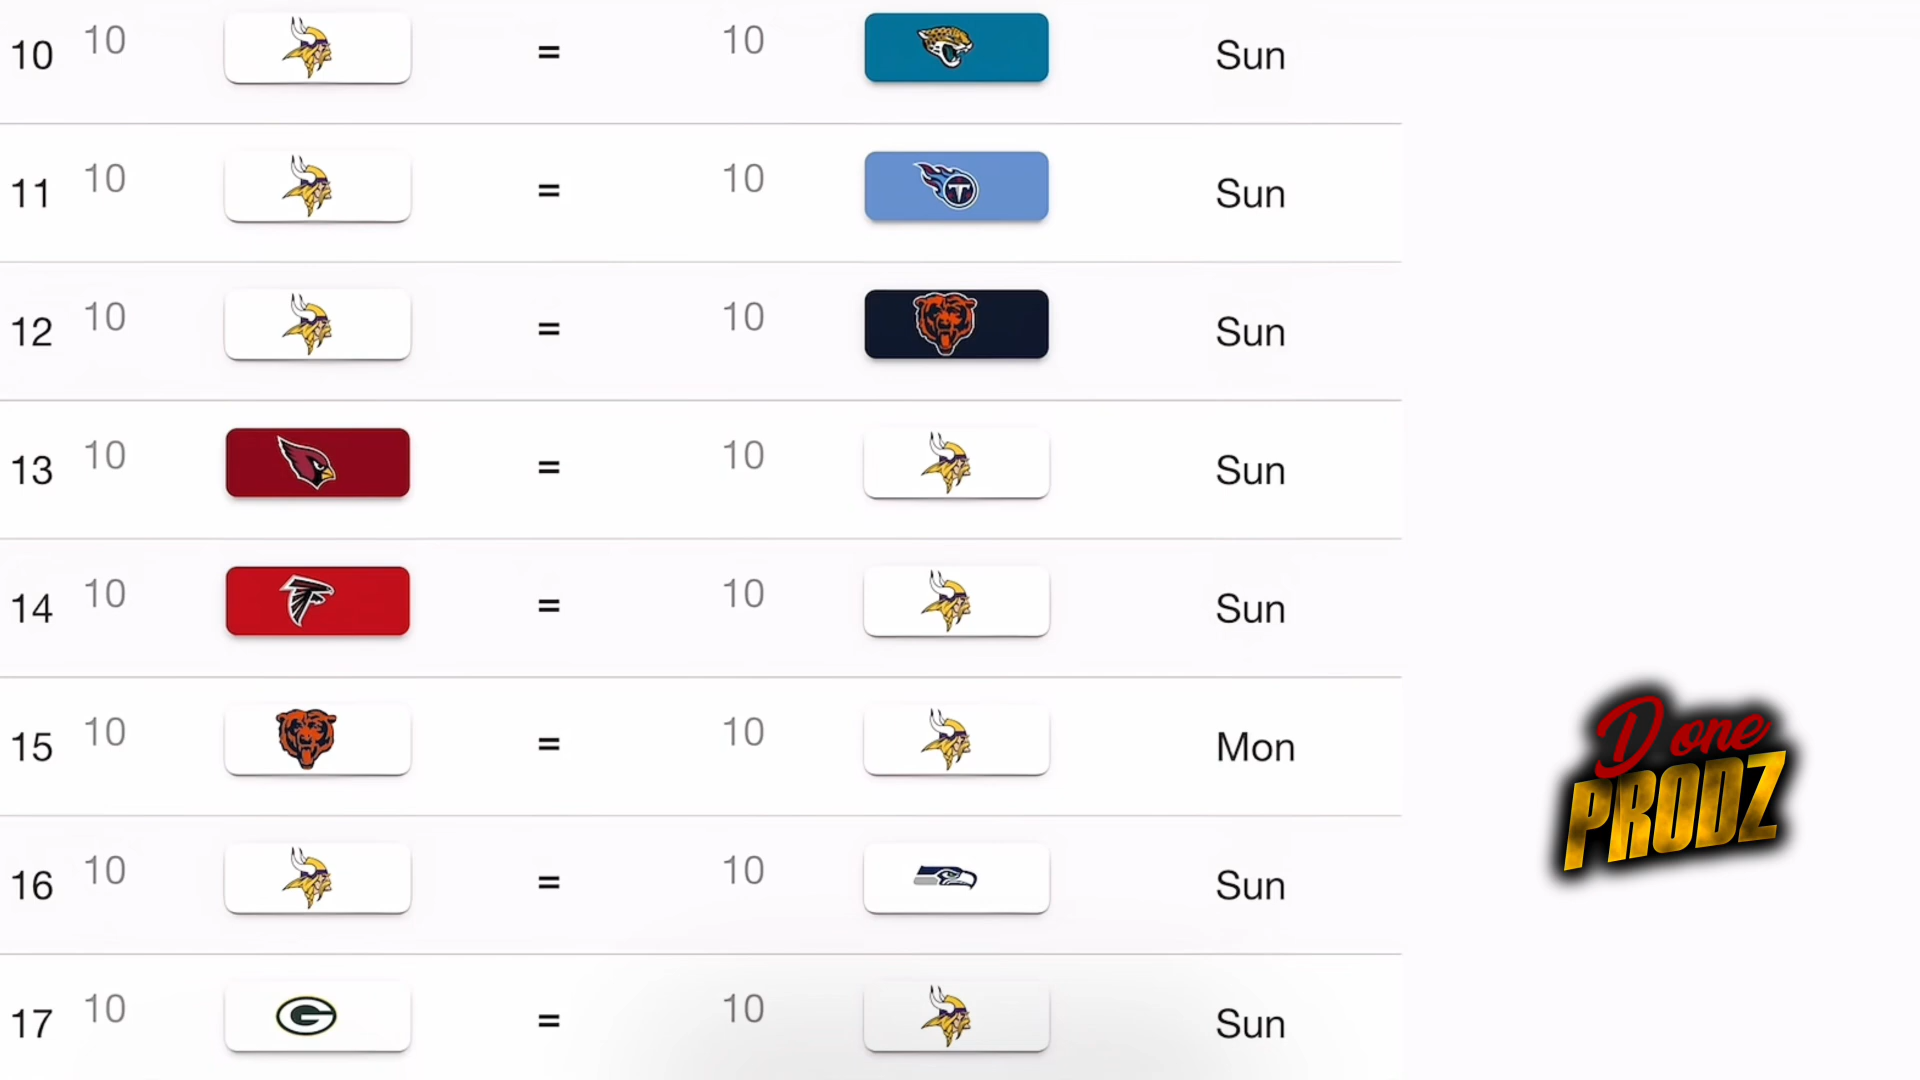 10 10 = 10 Sun
11 10 = 10 T Sun
12 10 = 10 Sun
13 10 = 10 Sun
14 10 = 10 Sun
15 10 = 10 Mon
16 10 = 10 Sun
17 10 G = 10 Sun
D one
PRODZ